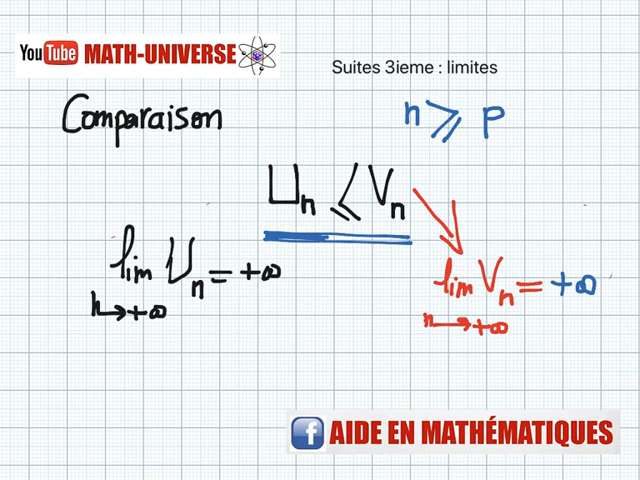 YouTube MATH-UNIVERSE
Suites 3ieme : limites
Comparaison
n ⩾ p
Uₙ ⩽ Vₙ
lim Uₙ = +∞
n → +∞
lim Vₙ = +∞
n → +∞
f AIDE EN MATHÉMATIQUES